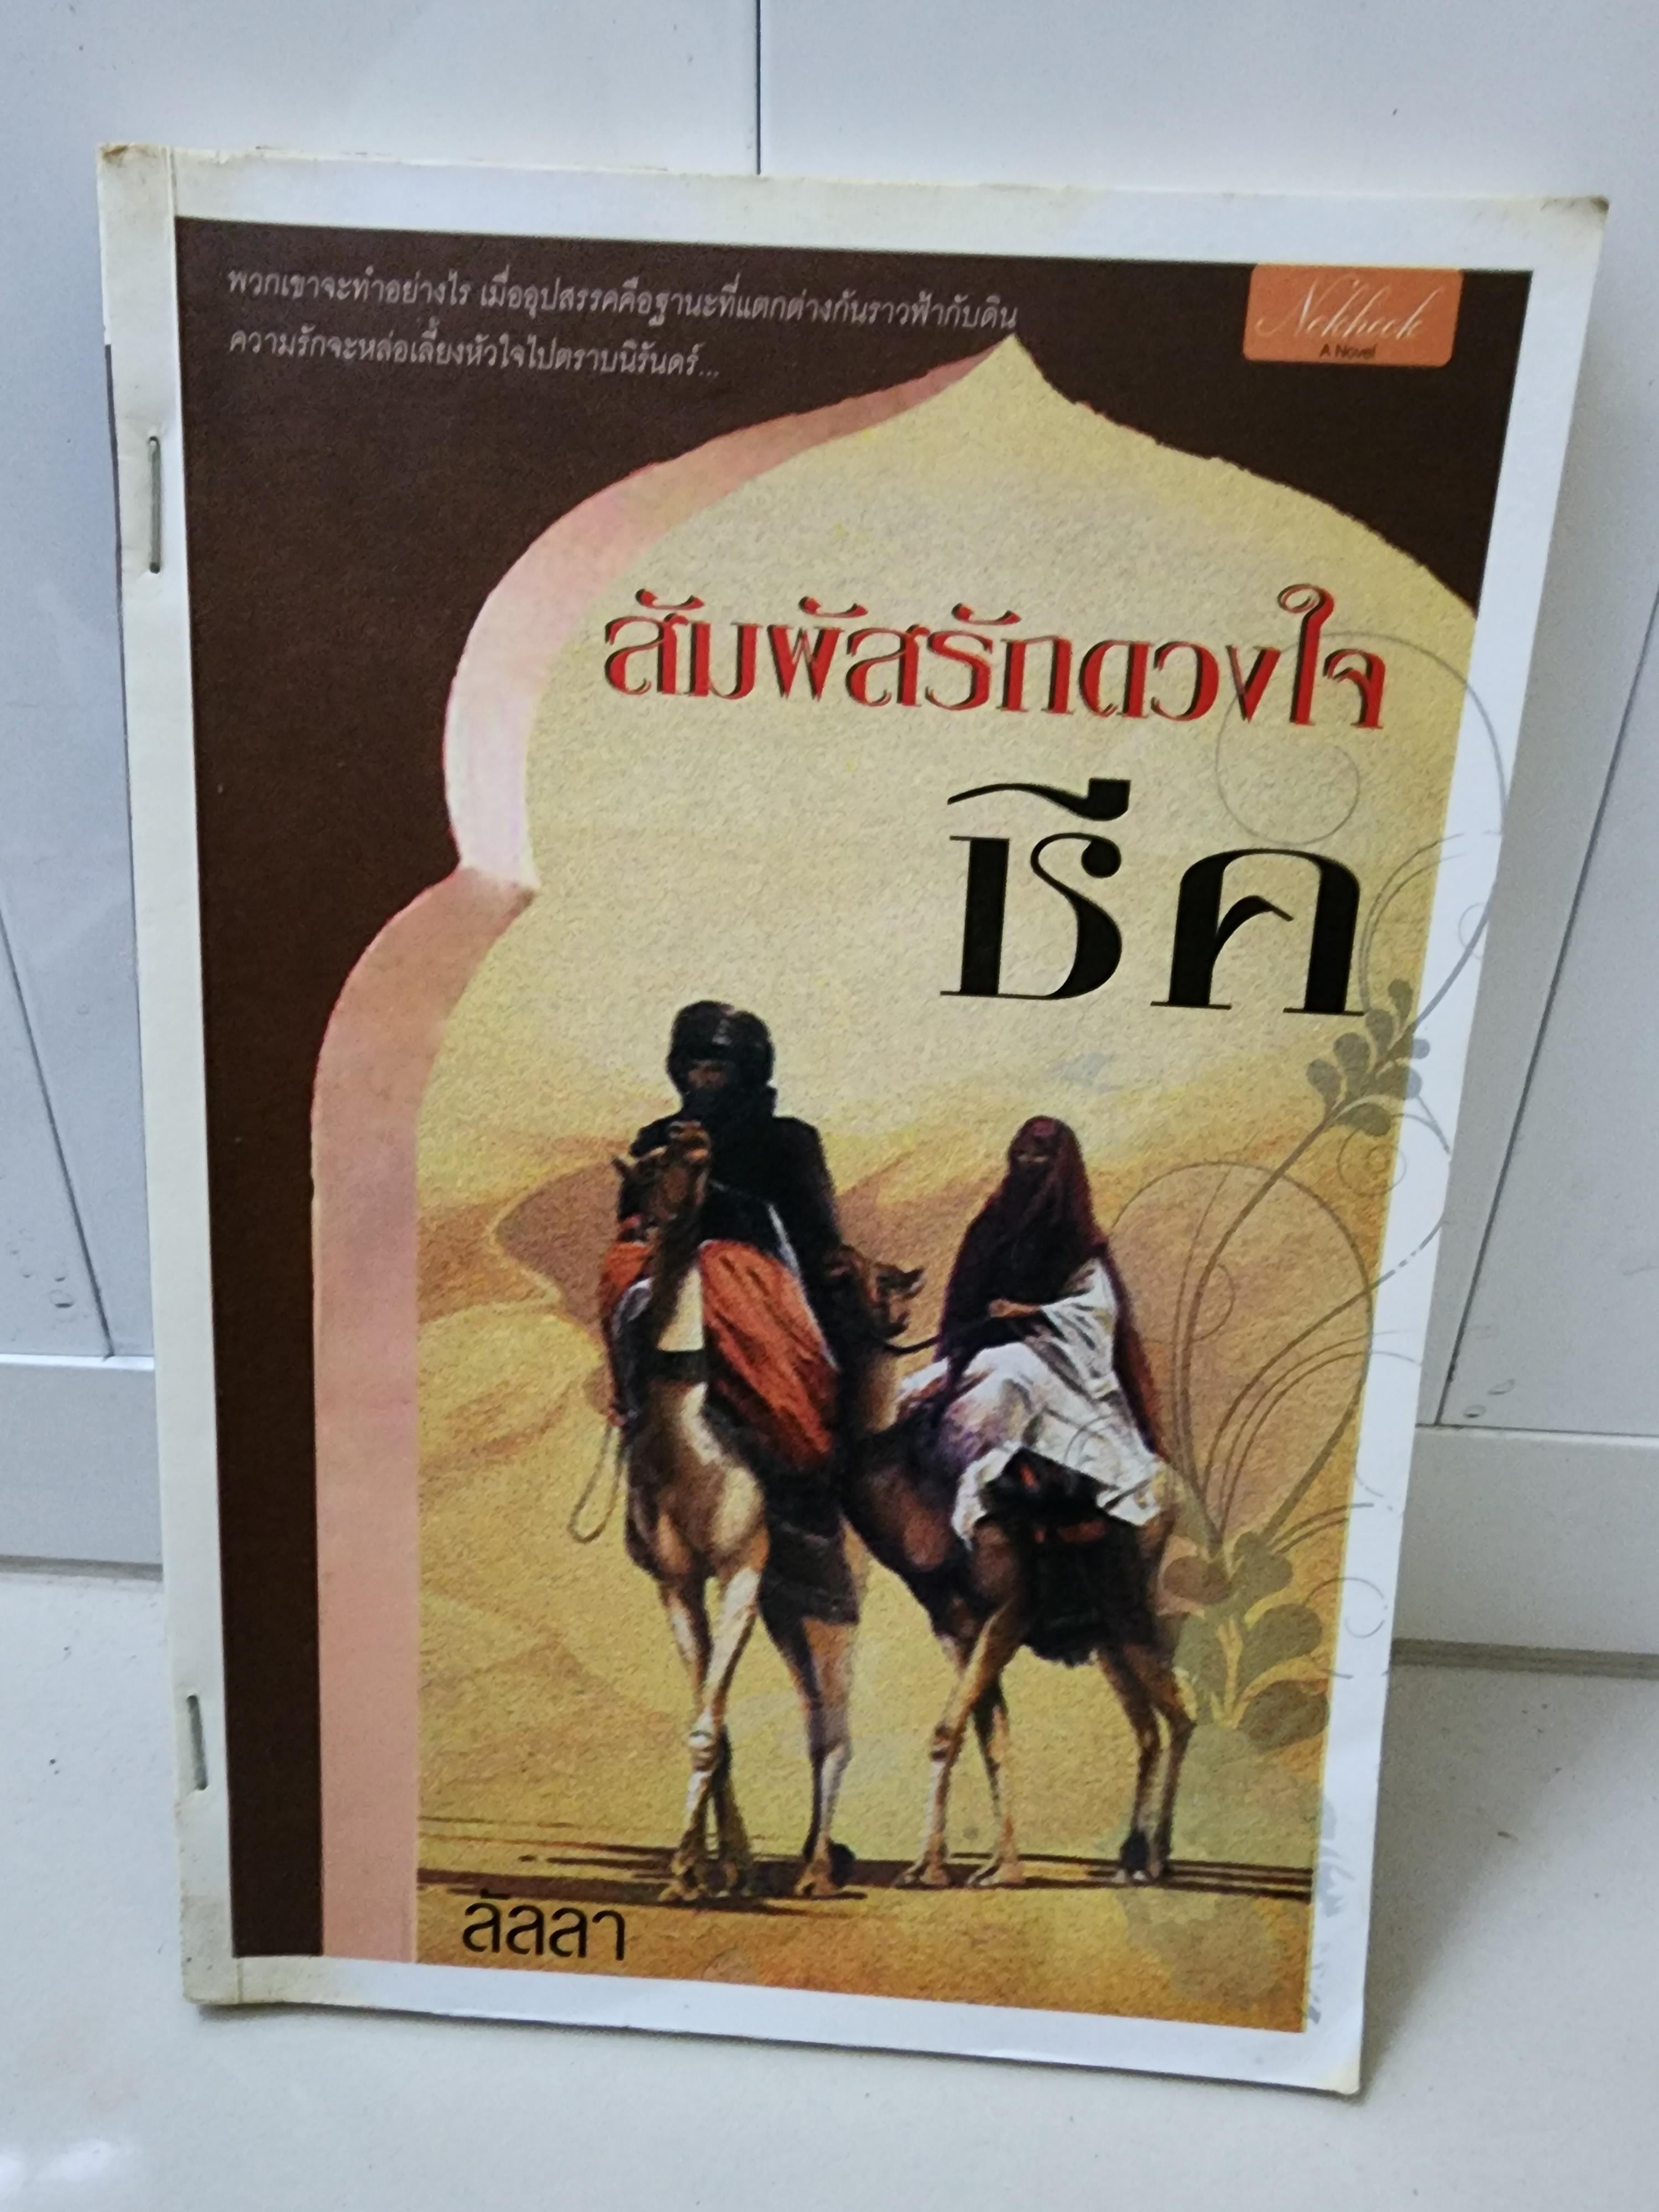 พวกเขาจะทำอย่างไร เมื่ออุปสรรคคือฐานะที่แตกต่างกันราวฟ้ากับดิน
ความรักจะหล่อเลี้ยงหัวใจไปตราบนิรันดร์...
A Novel
สัมผัสรักดวงใจ
ชีค
ลัลลา